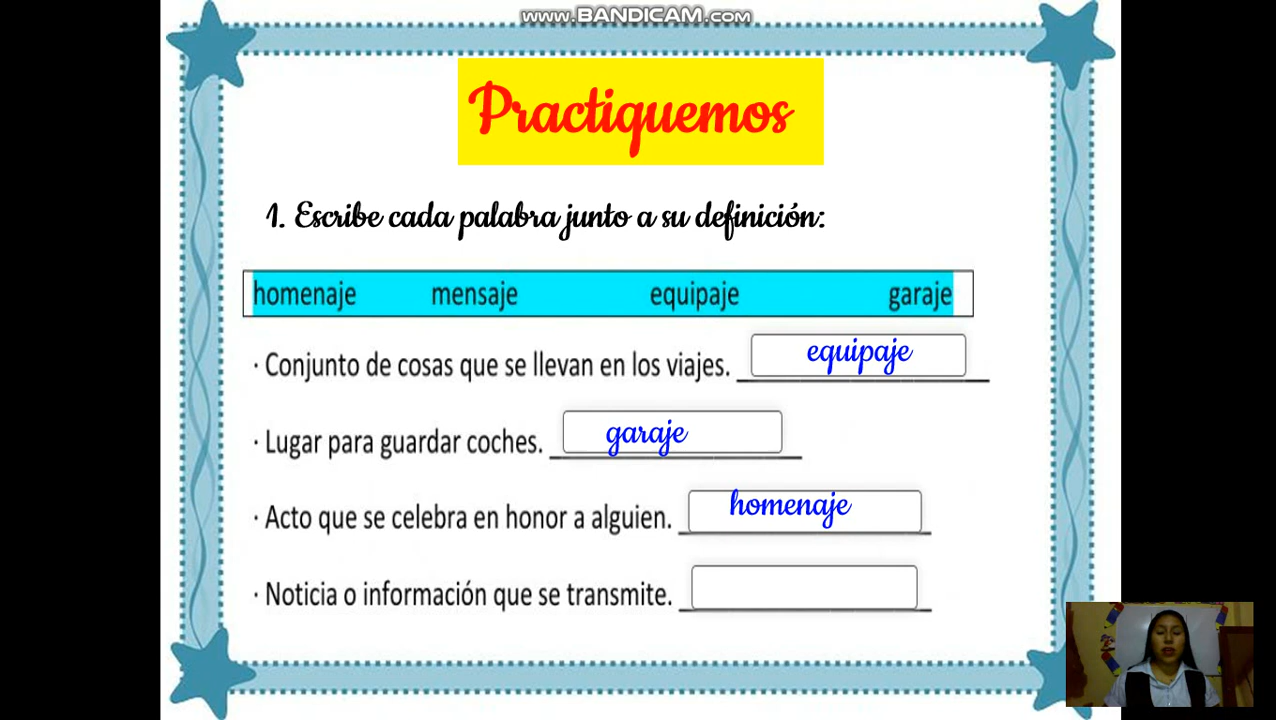 www.BANDICAM.com
Practiquemos
1. Escribe cada palabra junto a su definición:
homenaje mensaje equipaje garaje
· Conjunto de cosas que se llevan en los viajes. equipaje
· Lugar para guardar coches. garaje
· Acto que se celebra en honor a alguien. homenaje
· Noticia o información que se transmite.